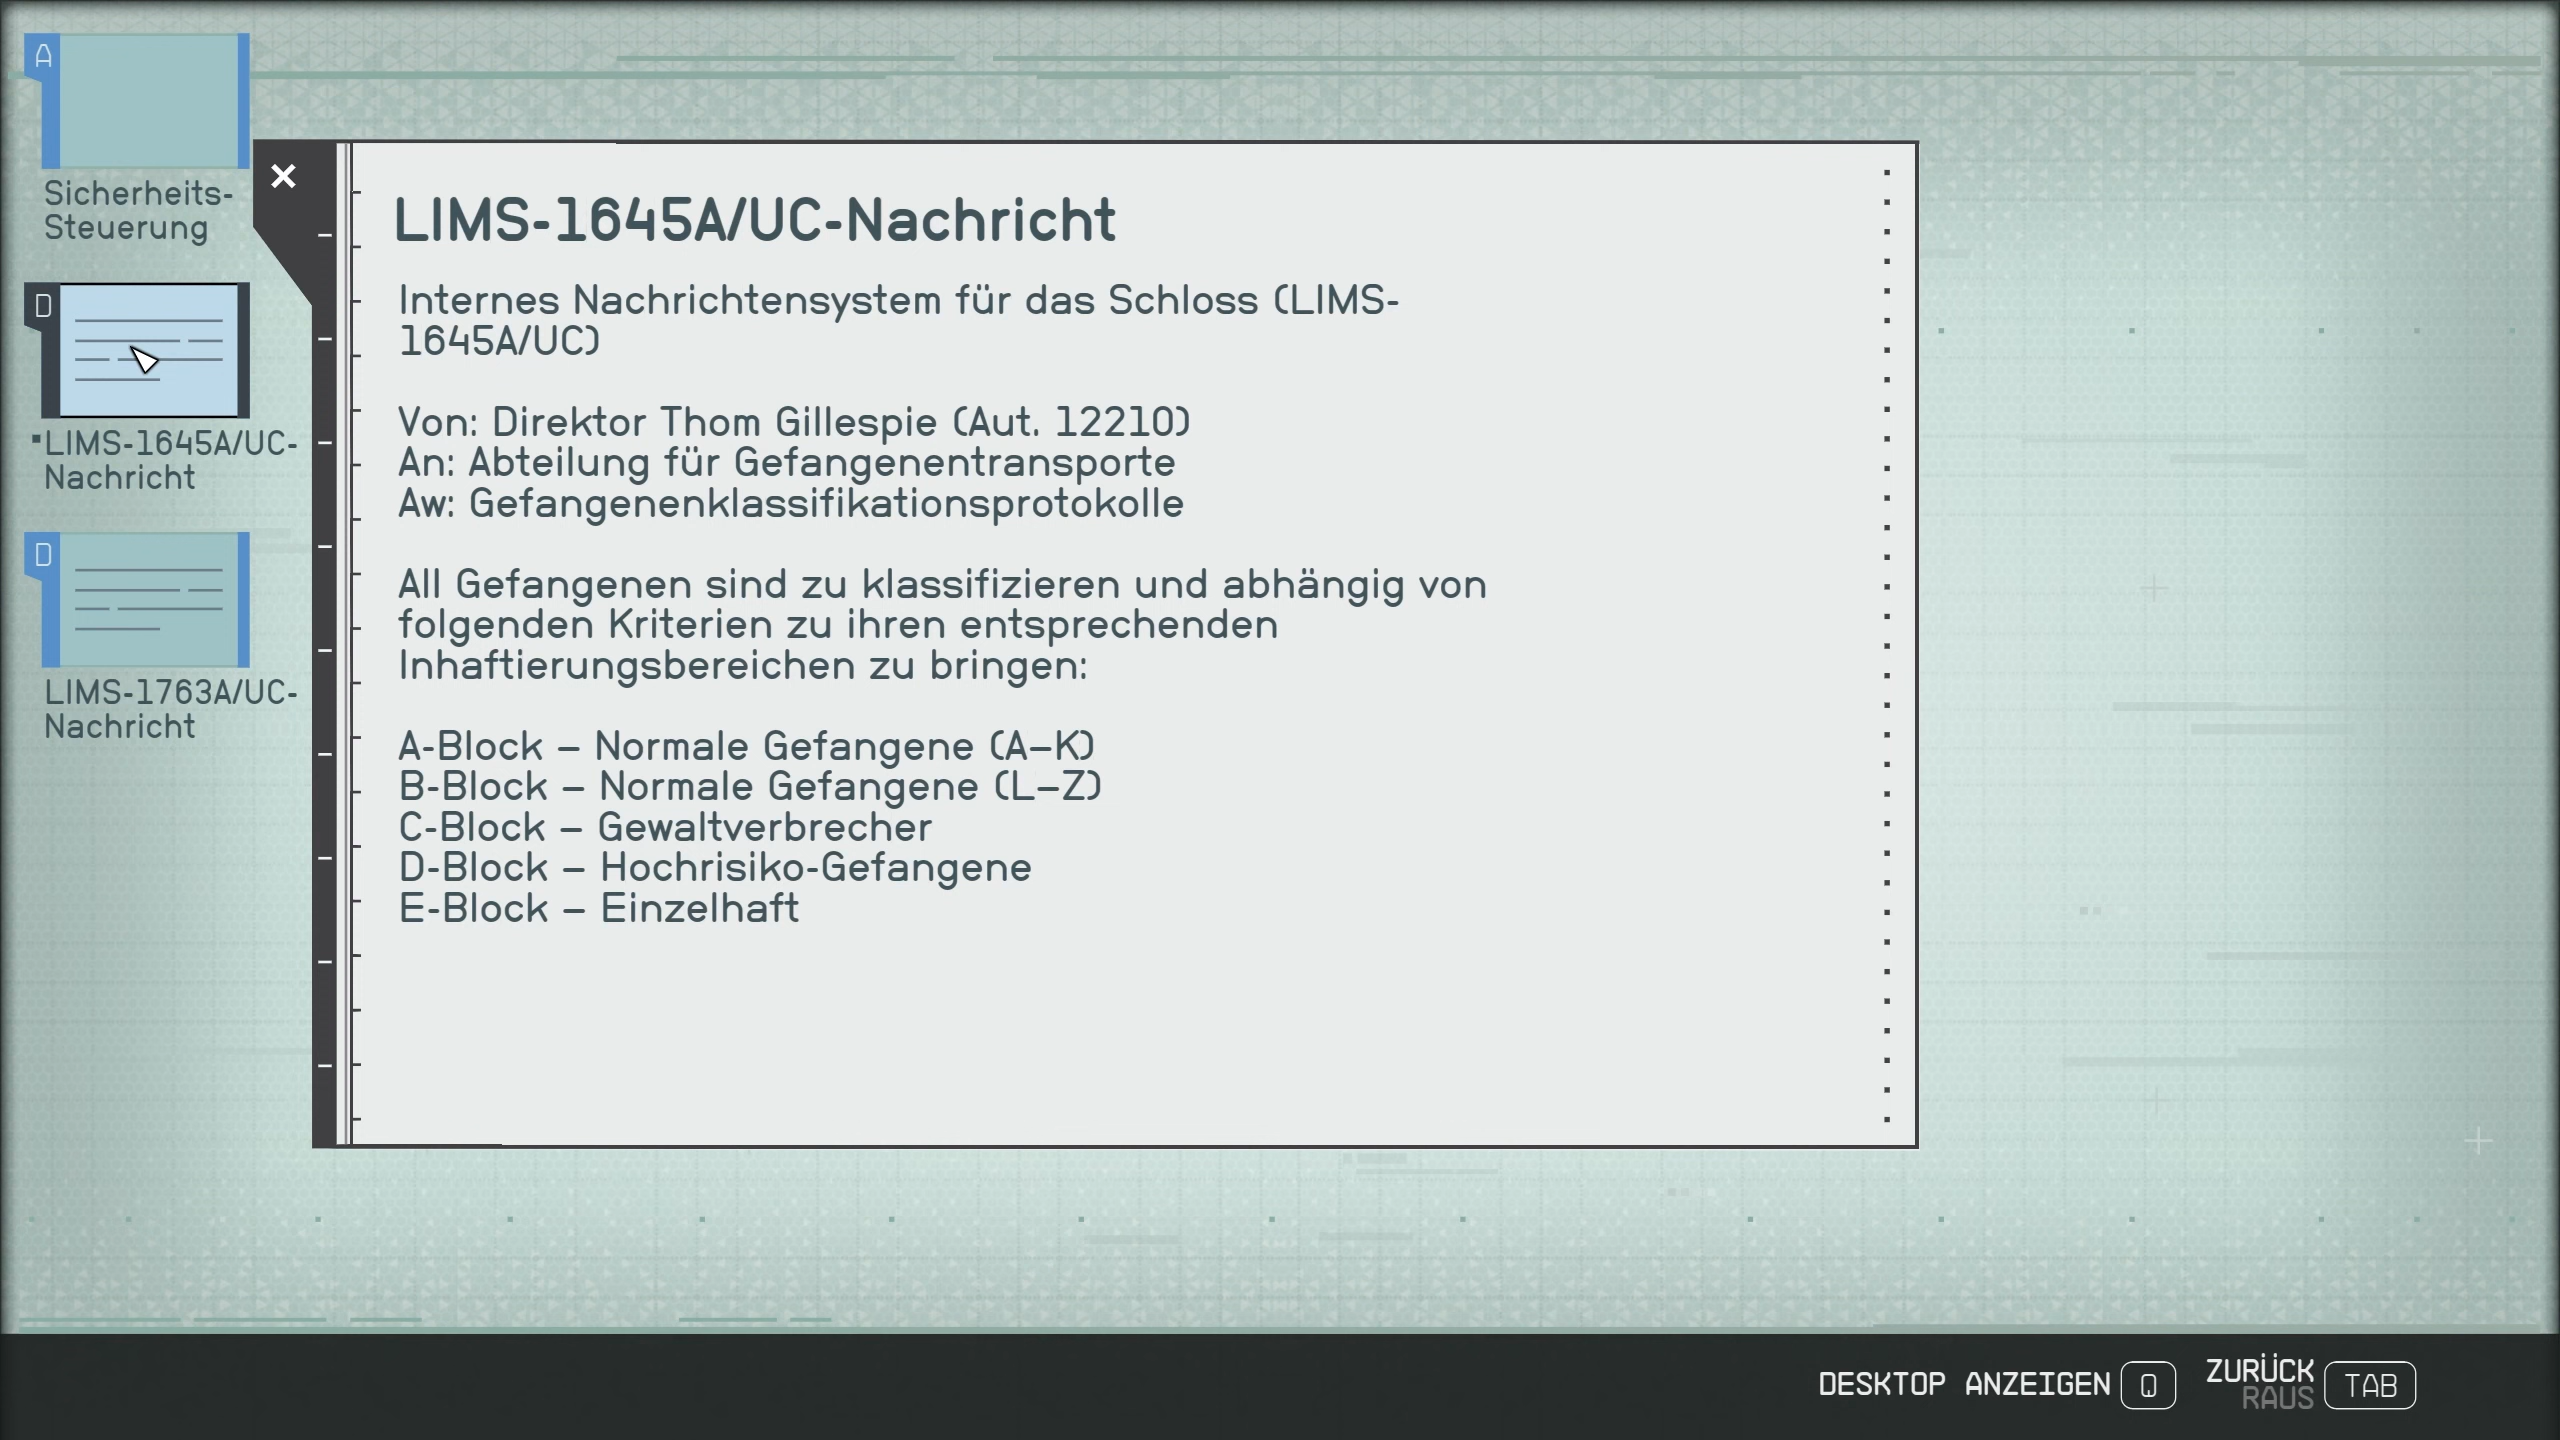 A
Sicherheits-
Steuerung
D
LIMS-1645A/UC-
Nachricht
D
LIMS-1763A/UC-
Nachricht
LIMS-1645A/UC-Nachricht
Internes Nachrichtensystem für das Schloss (LIMS-
1645A/UC)
Von: Direktor Thom Gillespie (Aut. 12210)
An: Abteilung für Gefangenentransporte
Aw: Gefangenenklassifikationsprotokolle
All Gefangenen sind zu klassifizieren und abhängig von
folgenden Kriterien zu ihren entsprechenden
Inhaftierungsbereichen zu bringen:
A-Block – Normale Gefangene (A–K)
B-Block – Normale Gefangene (L–Z)
C-Block – Gewaltverbrecher
D-Block – Hochrisiko-Gefangene
E-Block – Einzelhaft
DESKTOP ANZEIGEN Q
ZURÜCK
RAUS
TAB